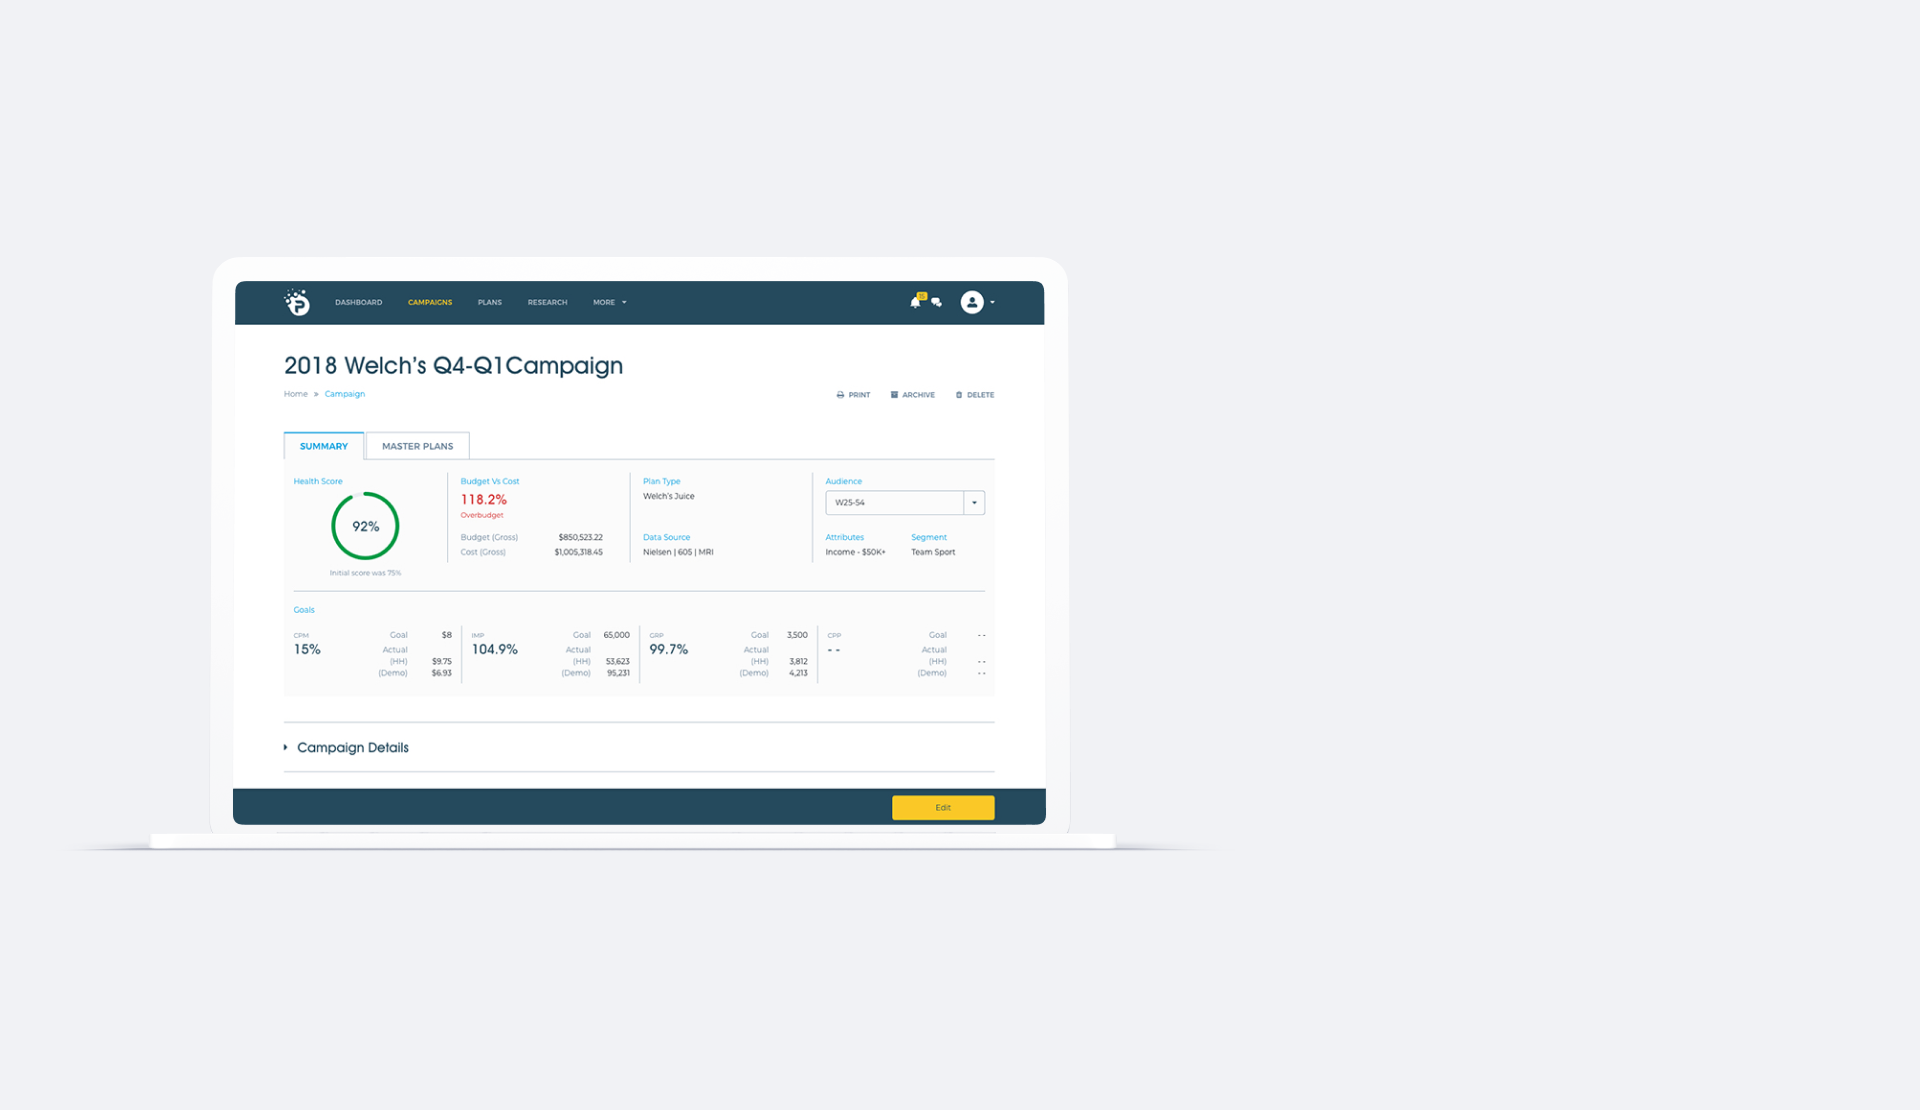 DASHBOARD CAMPAIGNS PLANS RESEARCH MORE
2018 Welch's Q4-Q1Campaign
Home » Campaign
PRINT ARCHIVE DELETE
SUMMARY MASTER PLANS
Health Score
92%
Initial score was 75%
Budget Vs Cost
118.2%
Overbudget
Budget (Gross) $850,523.22
Cost (Gross) $1,005,318.45
Plan Type
Welch's Juice
Data Source
Nielsen | 605 | MRI
Audience
W25-54
Attributes Segment
Income - $50K+ Team Sport
Goals
CPM Goal $8
15% Actual
(HH) $9.75
(Demo) $6.93
IMP Goal 65,000
104.9% Actual
(HH) 53,623
(Demo) 95,231
GRP Goal 3,500
99.7% Actual
(HH) 3,812
(Demo) 4,213
CPP Goal - -
- - Actual
(HH) - -
(Demo) - -
Campaign Details
Edit